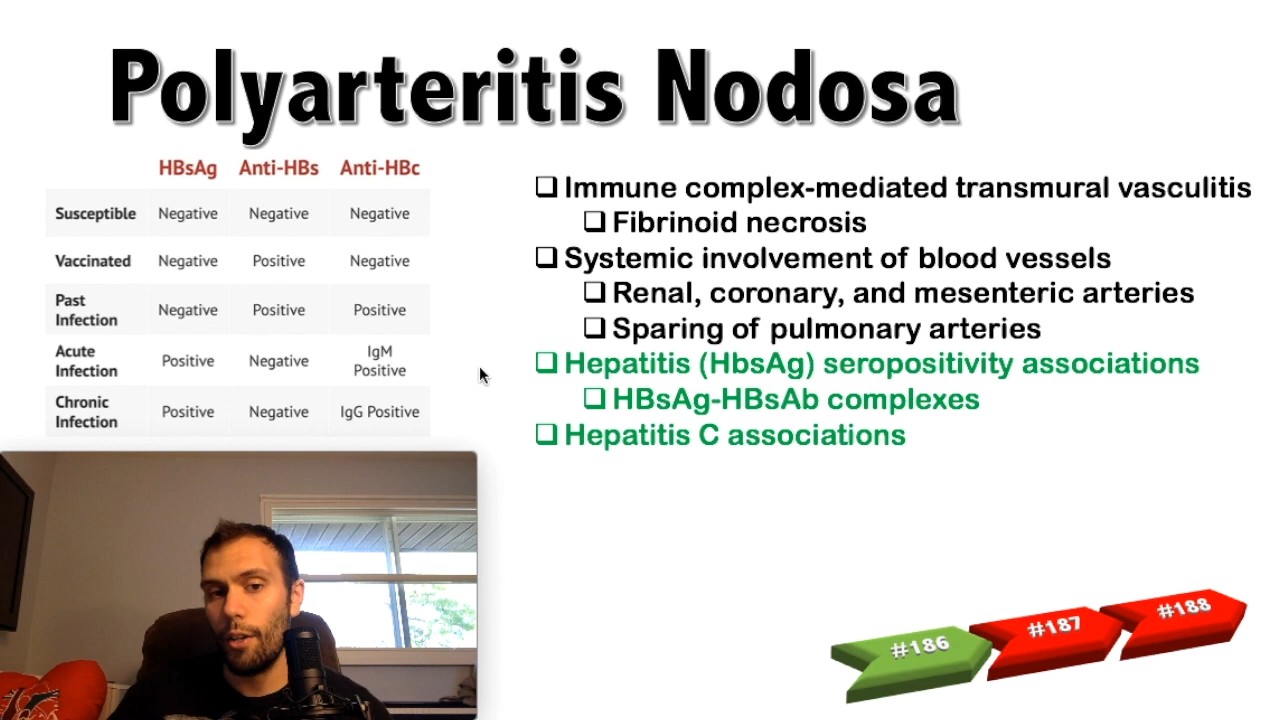 Polyarteritis Nodosa
HBsAg Anti-HBs Anti-HBc
Susceptible Negative Negative Negative
Vaccinated Negative Positive Negative
Past Infection Negative Positive Positive
Acute Infection Positive Negative IgM Positive
Chronic Infection Positive Negative IgG Positive
Immune complex-mediated transmural vasculitis
Fibrinoid necrosis
Systemic involvement of blood vessels
Renal, coronary, and mesenteric arteries
Sparing of pulmonary arteries
Hepatitis (HbsAg) seropositivity associations
HBsAg-HBsAb complexes
Hepatitis C associations
#186 #187 #188